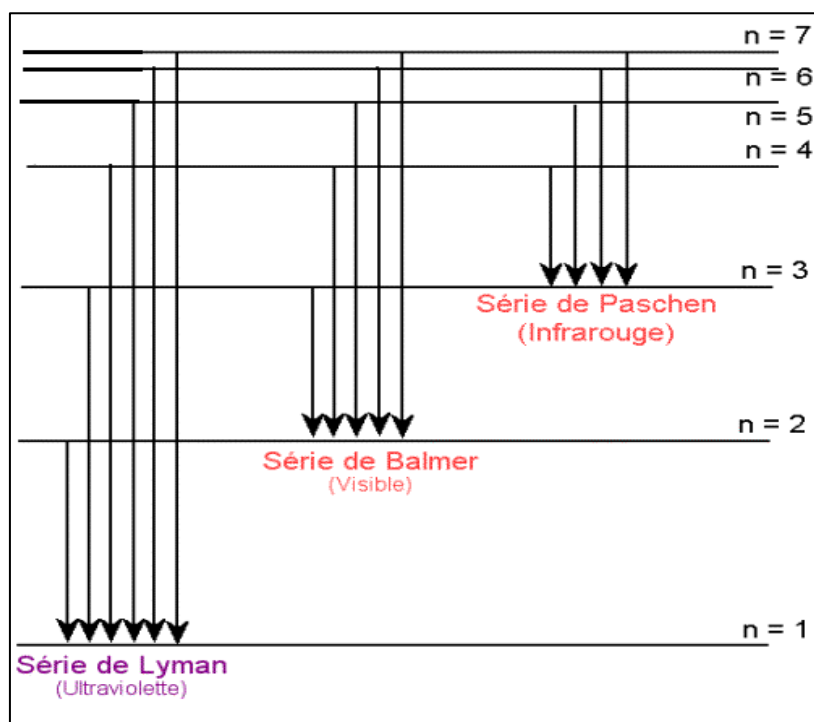 n = 7
n = 6
n = 5
n = 4
n = 3
Série de Paschen
(Infrarouge)
n = 2
Série de Balmer
(Visible)
n = 1
Série de Lyman
(Ultraviolette)